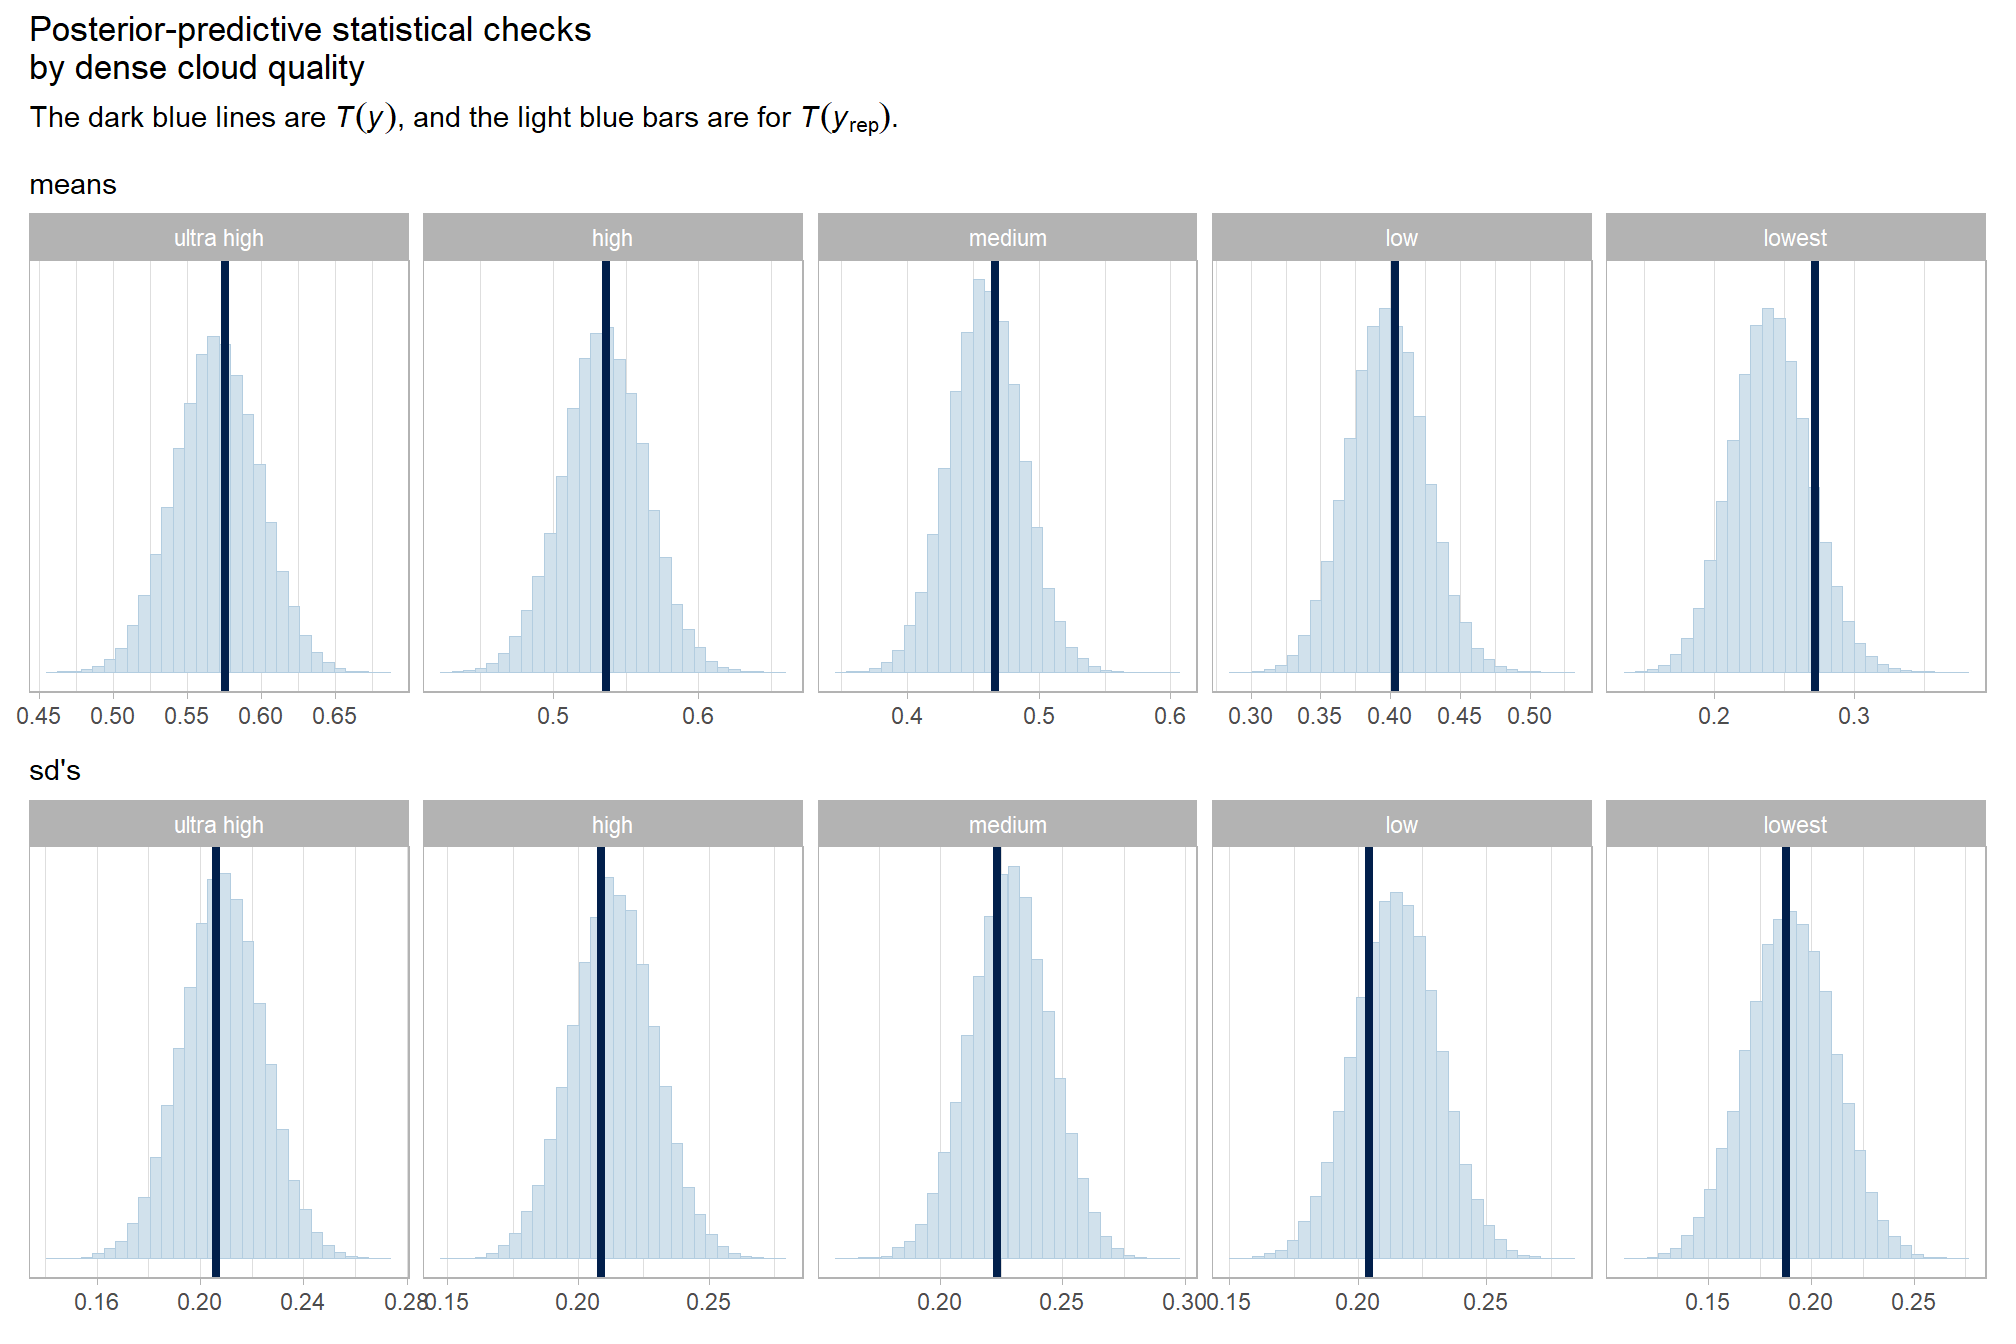 Posterior-predictive statistical checks
by dense cloud quality
The dark blue lines are T(y), and the light blue bars are for T(yrep).
means
ultra high high medium low lowest
0.45 0.50 0.55 0.60 0.65 0.5 0.6 0.4 0.5 0.6 0.30 0.35 0.40 0.45 0.50 0.2 0.3
sd's
ultra high high medium low lowest
0.16 0.20 0.24 0.28 0.15 0.20 0.25 0.20 0.25 0.30 0.15 0.20 0.25 0.15 0.20 0.25